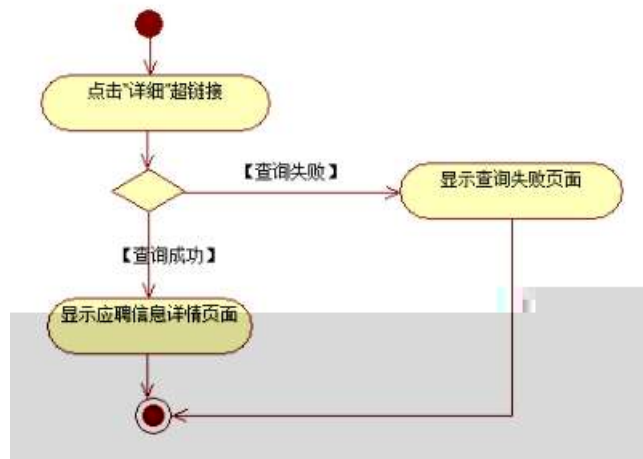 点击“详细”超链接
【查询失败】
显示查询失败页面
【查询成功】
显示应聘信息详情页面